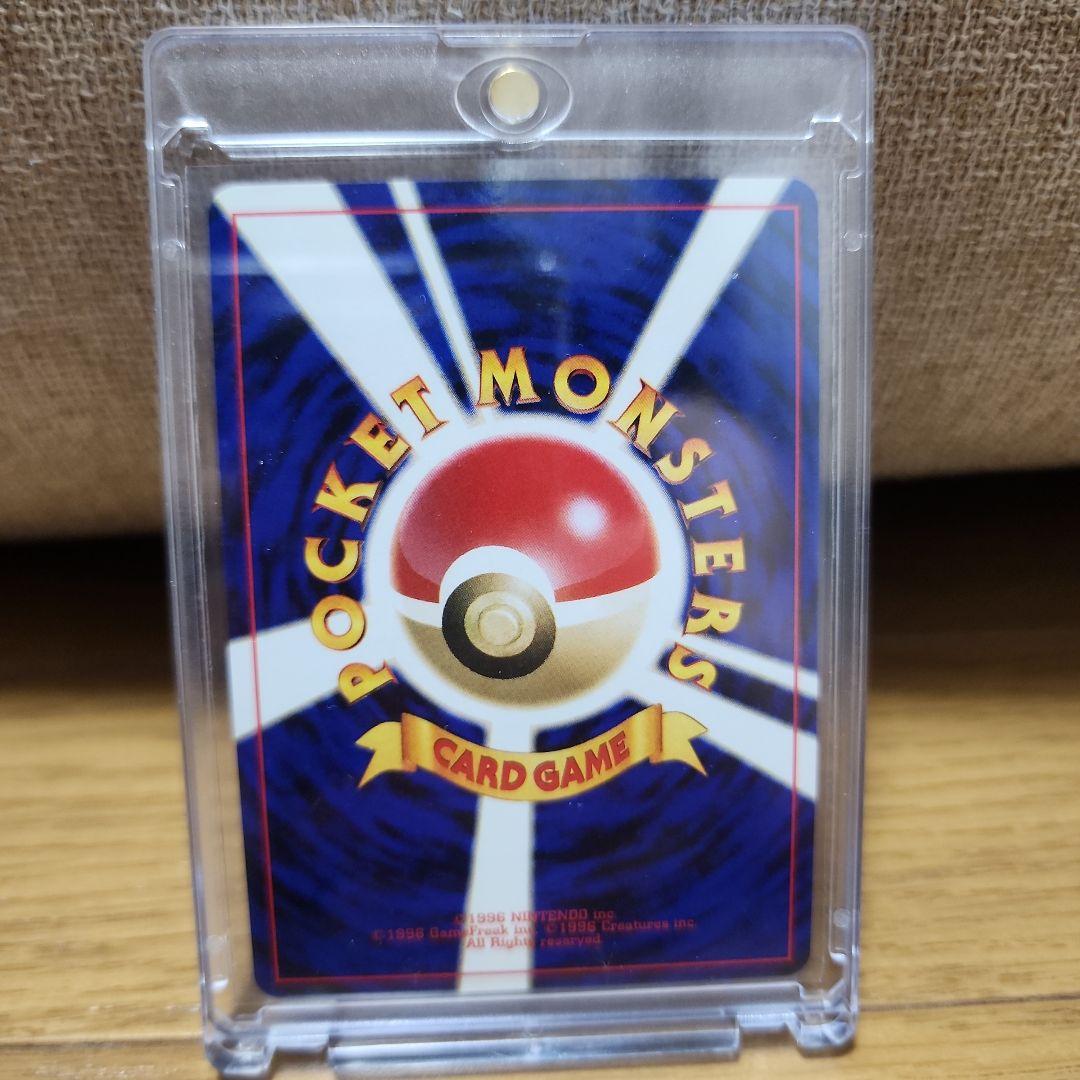 POCKET MONSTERS
CARD GAME
©1996 NINTENDO inc.
©1996 GameFreak inc. ©1996 Creatures inc.
All Rights reserved.